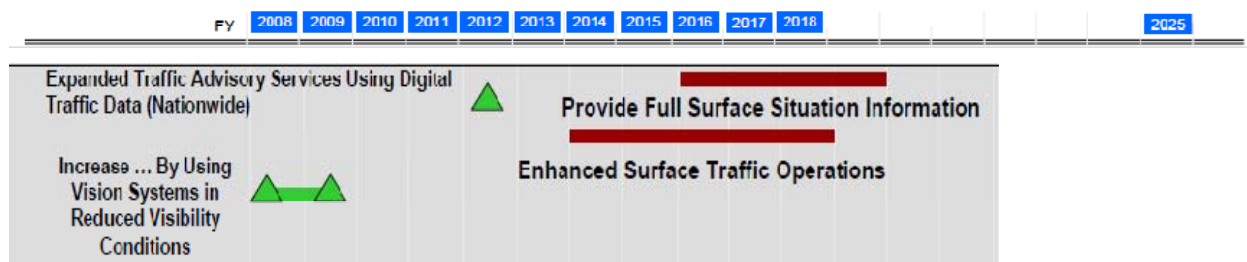 FY 2008 2009 2010 2011 2012 2013 2014 2015 2016 2017 2018 2025
Expanded Traffic Advisory Services Using Digital
Traffic Data (Nationwide)
Provide Full Surface Situation Information
Increase ... By Using
Vision Systems in
Reduced Visibility
Conditions
Enhanced Surface Traffic Operations